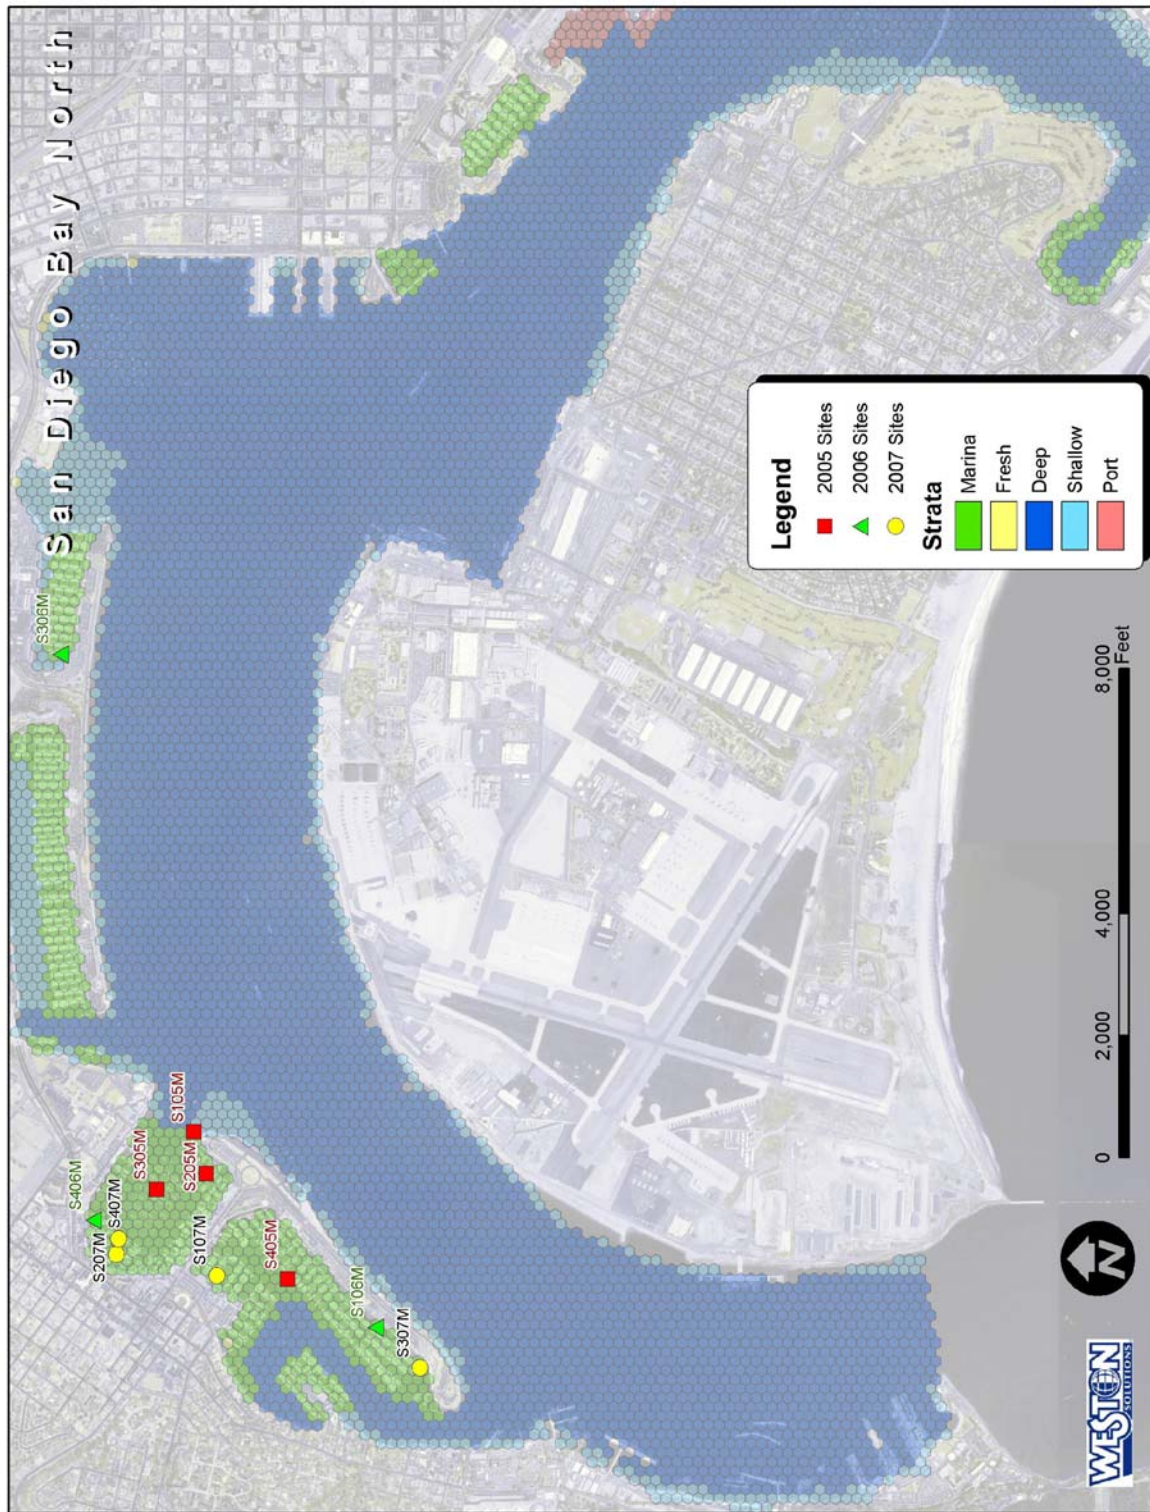 San Diego Bay North
S306M
S406M
S207M
S407M
S305M
S105M
S205M
S107M
S405M
S106M
S307M
Legend
2005 Sites
2006 Sites
2007 Sites
Strata
Marina
Fresh
Deep
Shallow
Port
0 2,000 4,000 8,000
Feet
N
WESTON
SOLUTIONS